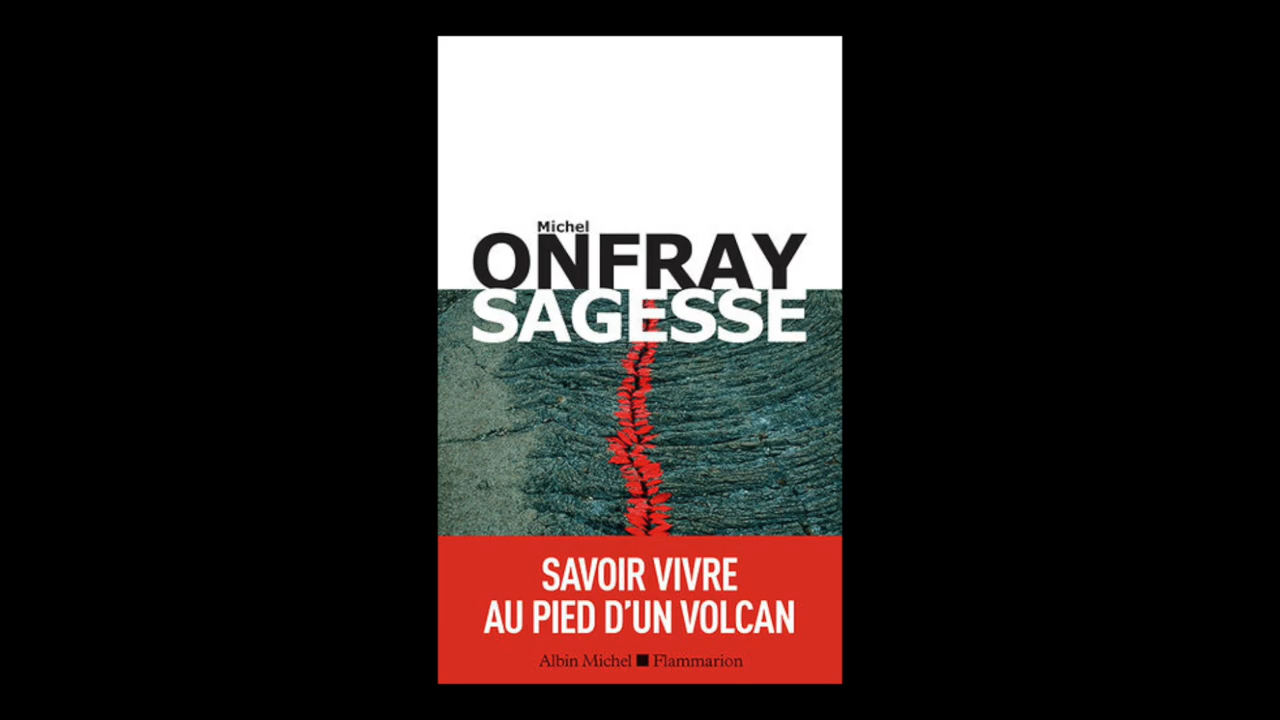 Michel
ONFRAY
SAGESSE
SAVOIR VIVRE
AU PIED D'UN VOLCAN
Albin Michel ■ Flammarion